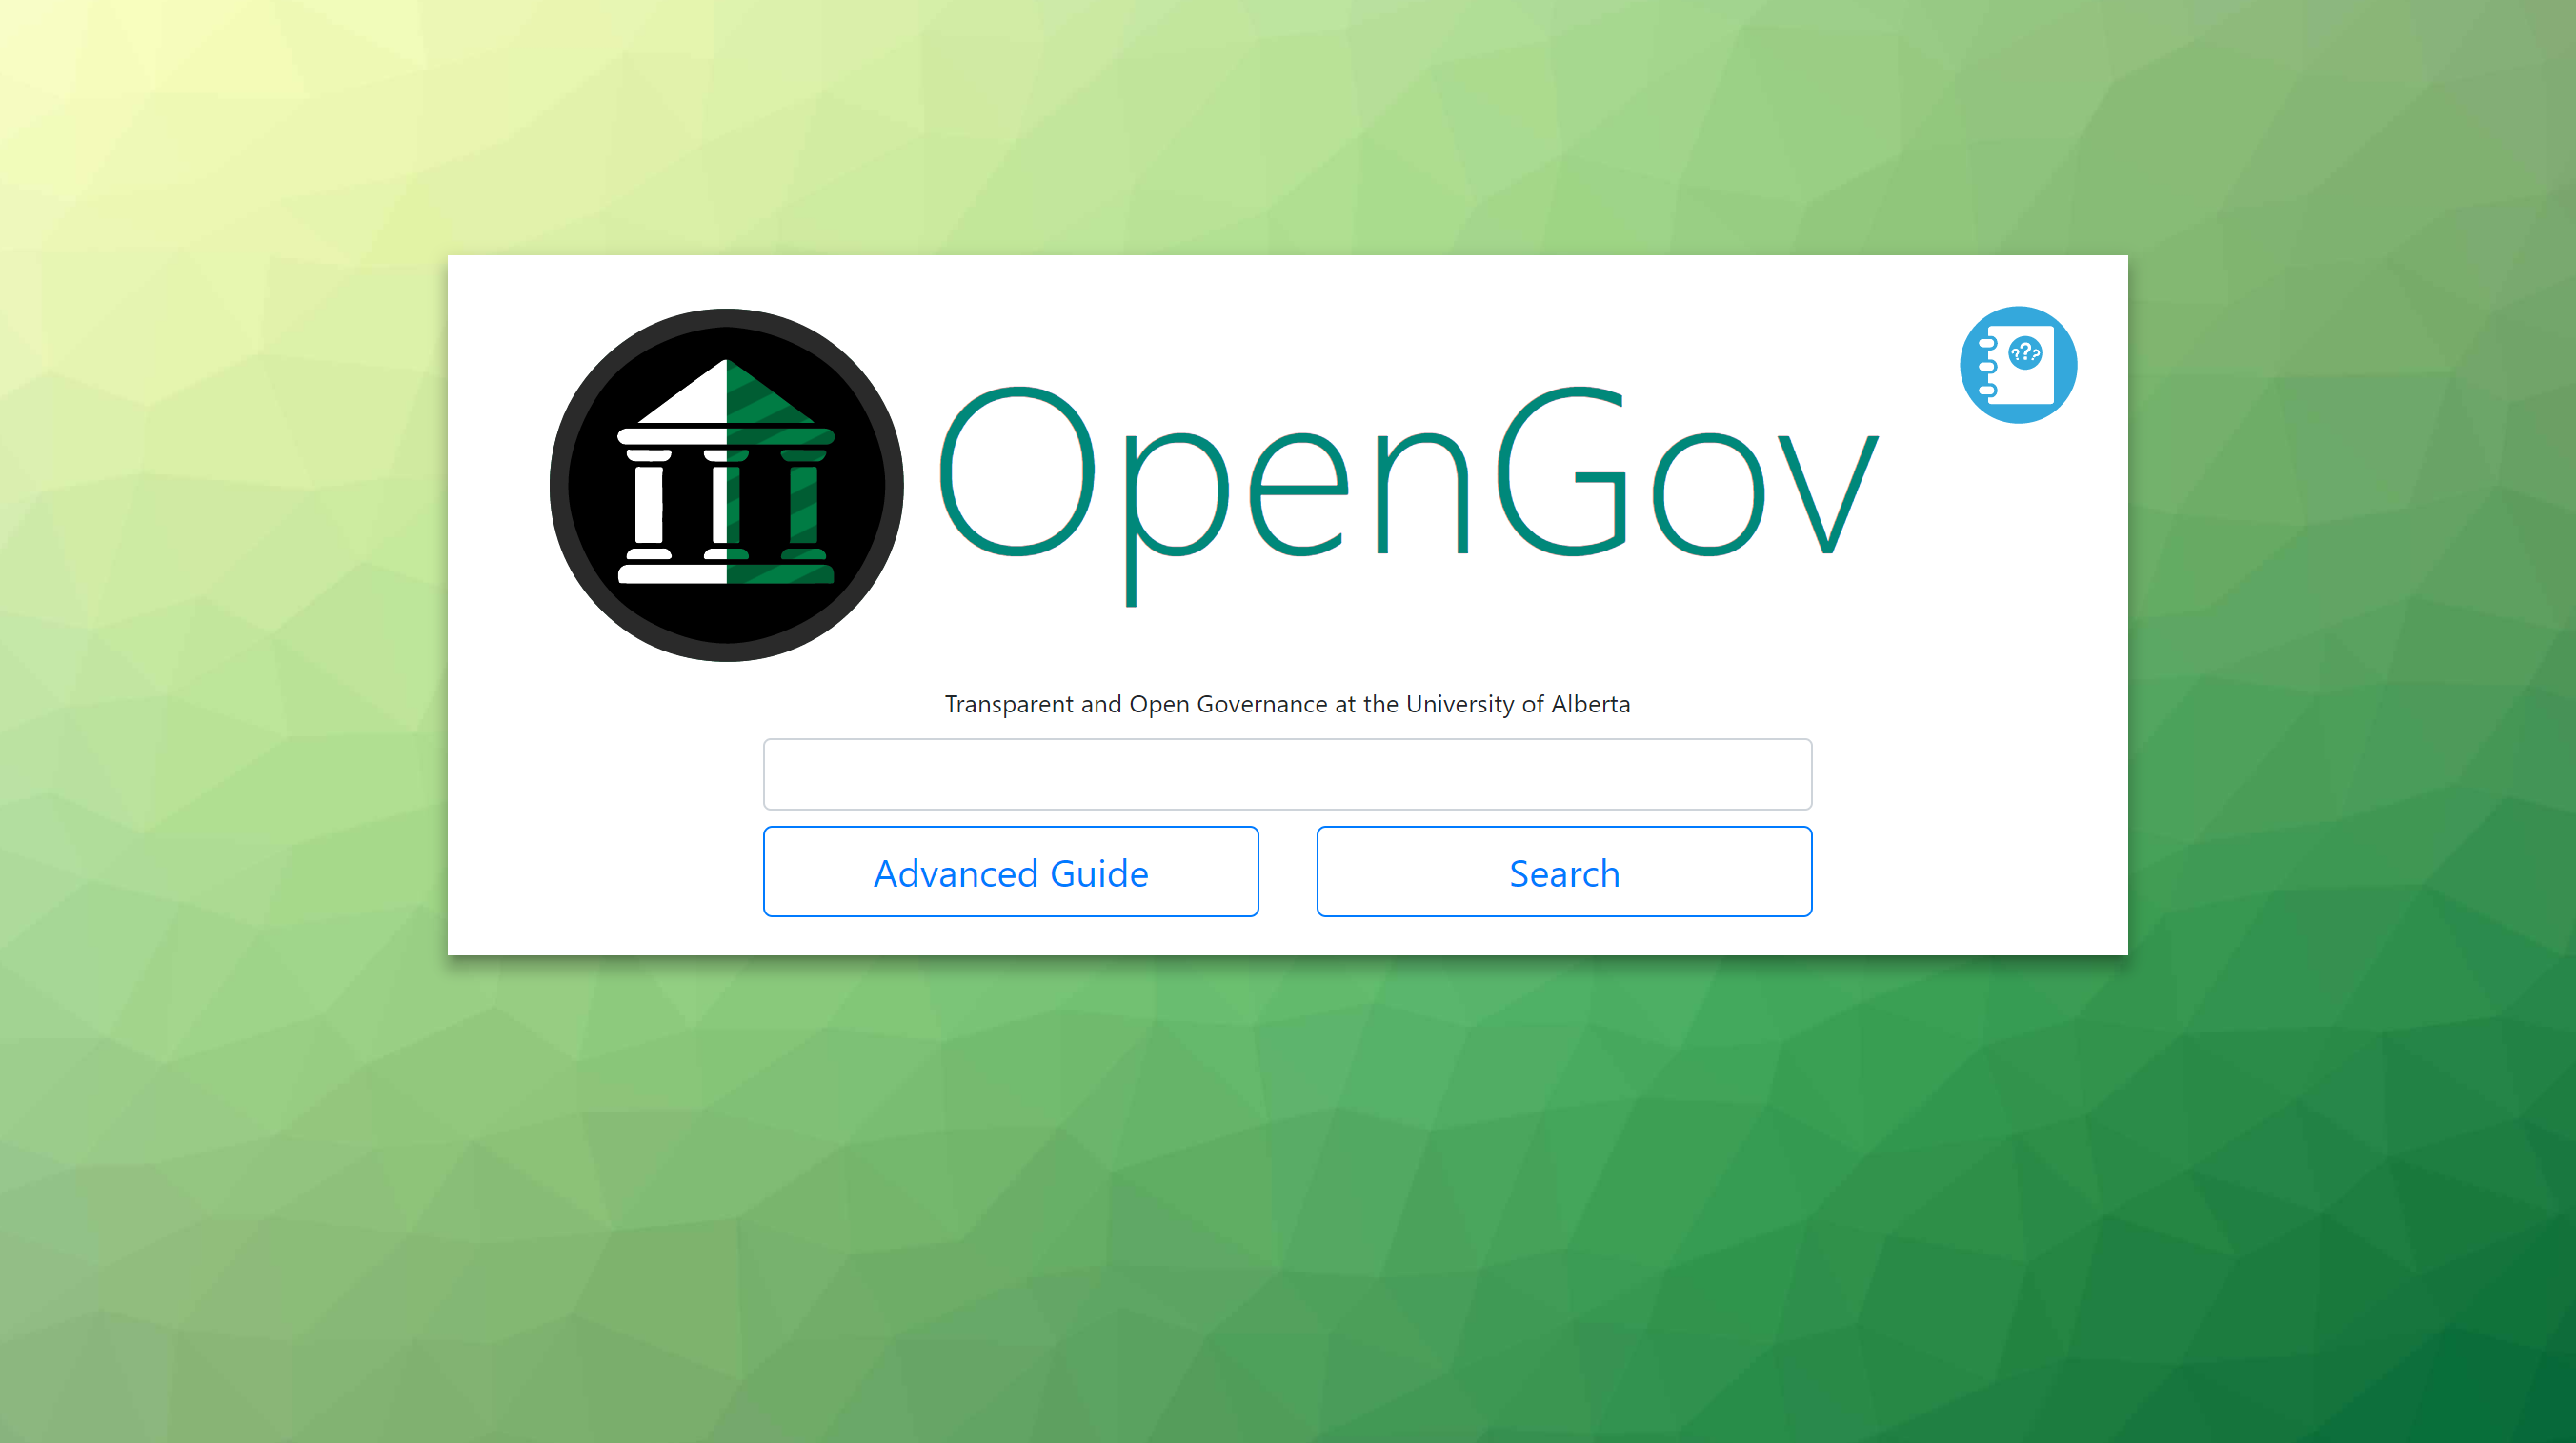 OpenGov
???
Transparent and Open Governance at the University of Alberta
Advanced Guide
Search